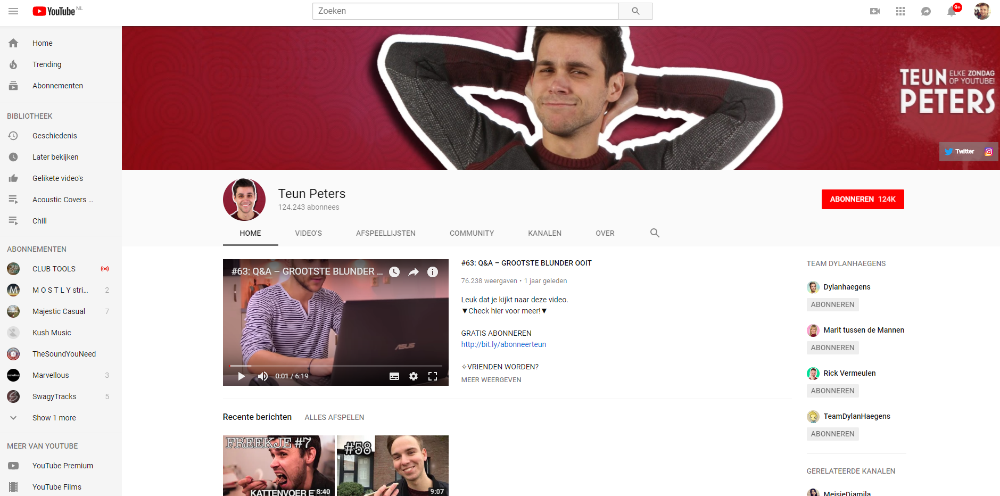 YouTube NL
Zoeken
9+
Home
Trending
Abonnementen
BIBLIOTHEEK
Geschiedenis
Later bekijken
Gelikete video's
Acoustic Covers ...
Chill
ABONNEMENTEN
CLUB TOOLS
M O S T L Y stri... 2
Majestic Casual 7
Kush Music
TheSoundYouNeed
Marvellous 3
SwagyTracks 5
Show 1 more
MEER VAN YOUTUBE
YouTube Premium
YouTube Films
TEUN ELKE ZONDAG
OP YOUTUBE!
PETERS
Twitter
Teun Peters
124.243 abonnees
ABONNEREN 124K
HOME VIDEO'S AFSPEELLIJSTEN COMMUNITY KANALEN OVER
#63: Q&A – GROOTSTE BLUNDER ...
ASUS
0:01 / 6:19
#63: Q&A – GROOTSTE BLUNDER OOIT
76.238 weergaven • 1 jaar geleden
Leuk dat je kijkt naar deze video.
▼Check hier voor meer!▼
GRATIS ABONNEREN
http://bit.ly/abonneerteun
✧VRIENDEN WORDEN?
MEER WEERGEVEN
Recente berichten ALLES AFSPELEN
FREEKJE #7
KATTENVOER E
8:40
#58
9:07
TEAM DYLANHAEGENS
Dylanhaegens
ABONNEREN
Marit tussen de Mannen
ABONNEREN
Rick Vermeulen
ABONNEREN
TeamDylanHaegens
ABONNEREN
GERELATEERDE KANALEN
MeisjeDjamila